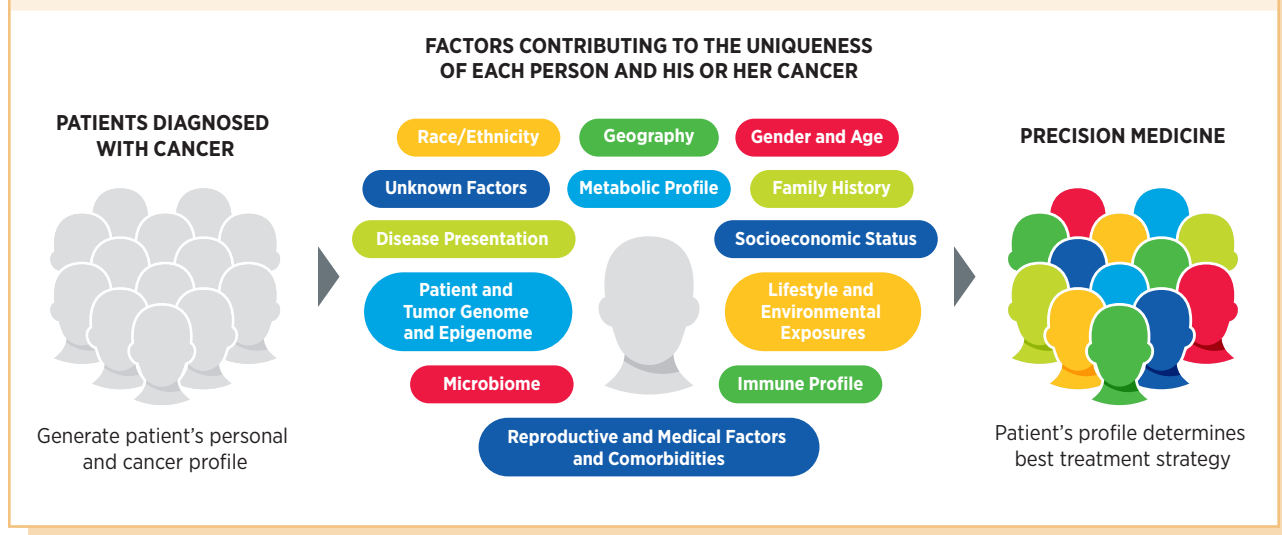 FACTORS CONTRIBUTING TO THE UNIQUENESS
OF EACH PERSON AND HIS OR HER CANCER
PATIENTS DIAGNOSED
WITH CANCER
Generate patient’s personal
and cancer profile
Race/Ethnicity
Geography
Gender and Age
Unknown Factors
Metabolic Profile
Family History
Disease Presentation
Socioeconomic Status
Patient and
Tumor Genome
and Epigenome
Lifestyle and
Environmental
Exposures
Microbiome
Immune Profile
Reproductive and Medical Factors
and Comorbidities
PRECISION MEDICINE
Patient’s profile determines
best treatment strategy